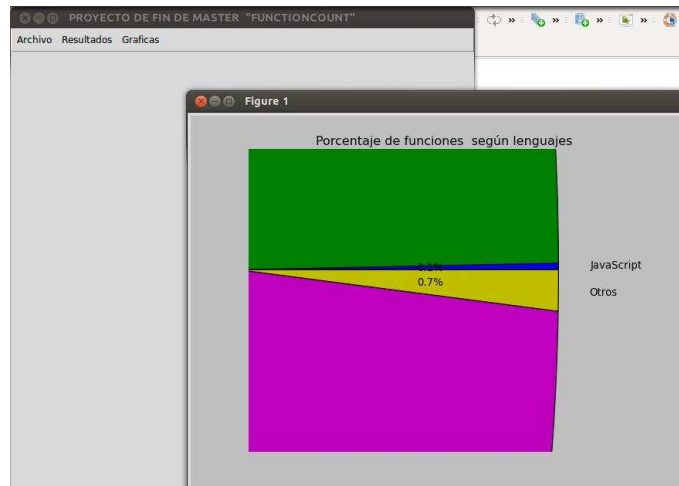 PROYECTO DE FIN DE MASTER "FUNCTIONCOUNT"
Archivo Resultados Graficas
Figure 1
Porcentaje de funciones según lenguajes
JavaScript
0.7%
Otros